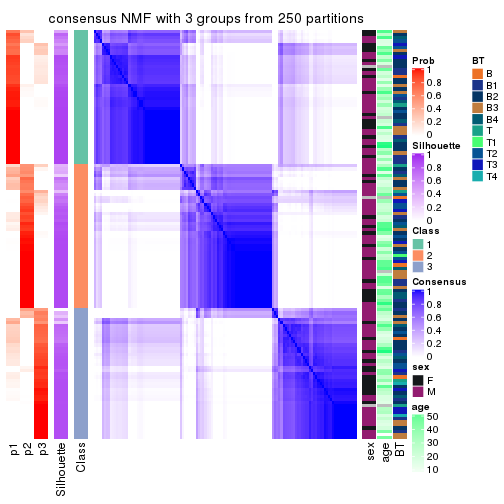 consensus NMF with 3 groups from 250 partitions
p1
p2
p3
Silhouette
Class
sex
age
BT
Prob
1
0.8
0.6
0.4
0.2
0
Silhouette
1
0.8
0.6
0.4
0.2
0
Class
1
2
3
Consensus
1
0.8
0.6
0.4
0.2
0
sex
F
M
age
50
40
30
20
10
BT
B
B1
B2
B3
B4
T
T1
T2
T3
T4